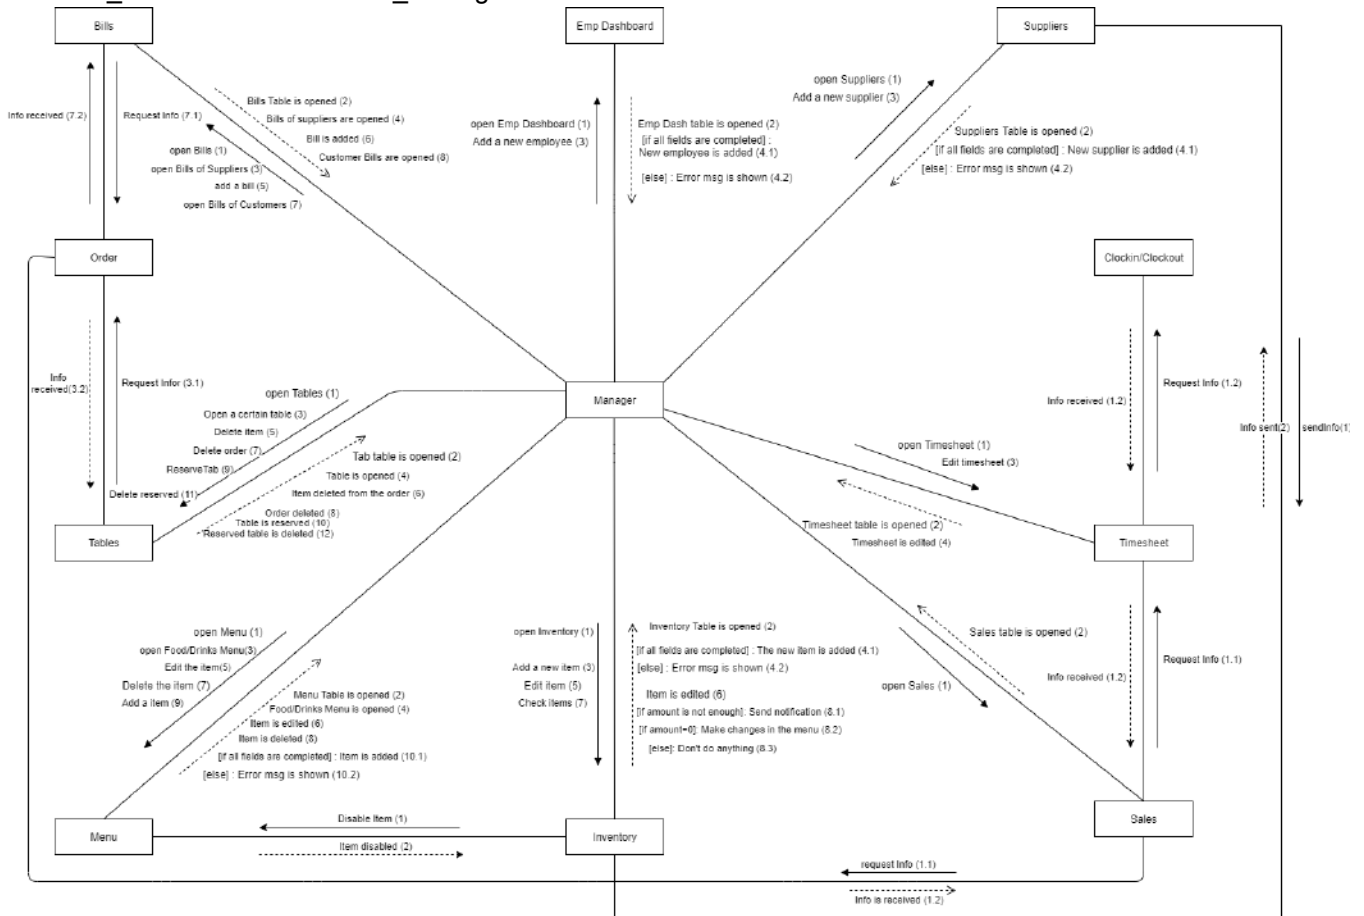 Bills
Emp Dashboard
Suppliers
Info received (7.2)
Request Info (7.1)
Bills Table is opened (2)
Bills of suppliers are opened (4)
Bill is added (6)
Customer Bills are opened (8)
open Bills (1)
open Bills of Suppliers (3)
add a bill (5)
open Bills of Customers (7)
open Emp Dashboard (1)
Add a new employee (3)
Emp Dash table is opened (2)
[if all fields are completed] :
New employee is added (4.1)
[else] : Error msg is shown (4.2)
open Suppliers (1)
Add a new supplier (3)
Suppliers Table is opened (2)
[if all fields are completed] : New supplier is added (4.1)
[else] : Error msg is shown (4.2)
Order
Clockin/Clockout
Info
received(3.2)
Request Infor (3.1)
open Tables (1)
Open a certain table (3)
Delete item (5)
Delete order (7)
ReserveTab (9)
Delete reserved (11)
Tab table is opened (2)
Table is opened (4)
Item deleted from the order (6)
Order deleted (8)
Table is reserved (10)
Reserved table is deleted (12)
Manager
Info received (1.2)
Request Info (1.2)
Info sent(2)
sendInfo(1)
open Timesheet (1)
Edit timesheet (3)
Timesheet table is opened (2)
Timesheet is edited (4)
Tables
Timesheet
open Menu (1)
open Food/Drinks Menu(3)
Edit the item(5)
Delete the item (7)
Add a item (9)
Menu Table is opened (2)
Food/Drinks Menu is opened (4)
Item is edited (6)
Item is deleted (8)
[if all fields are completed] : Item is added (10.1)
[else] : Error msg is shown (10.2)
open Inventory (1)
Add a new item (3)
Edit item (5)
Check items (7)
Inventory Table is opened (2)
[if all fields are completed] : The new item is added (4.1)
[else] : Error msg is shown (4.2)
Item is edited (6)
[if amount is not enough]: Send notification (8.1)
[if amount=0]: Make changes in the menu (8.2)
[else]: Don't do anything (8.3)
Sales table is opened (2)
open Sales (1)
Info received (1.2)
Request Info (1.1)
Menu
Disable Item (1)
Item disabled (2)
Inventory
Sales
request Info (1.1)
Info is received (1.2)